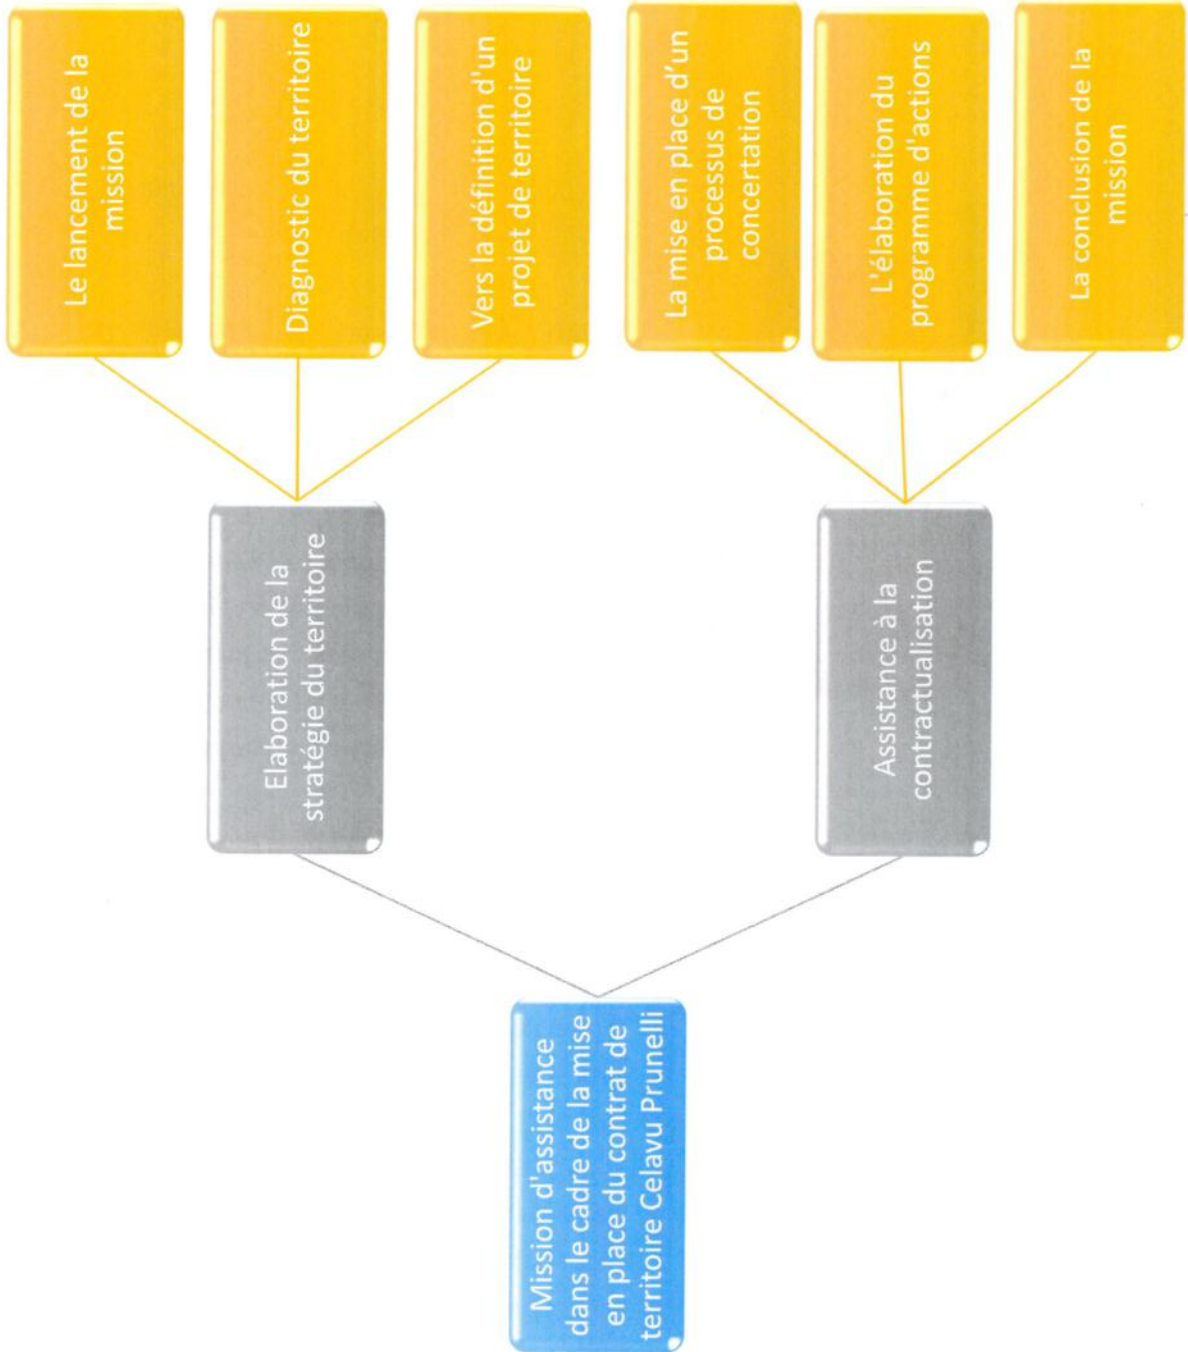 Mission d'assistance
dans le cadre de la mise
en place du contrat de
territoire Celavu Prunelli
Elaboration de la
stratégie du territoire
Le lancement de la
mission
Diagnostic du territoire
Vers la définition d'un
projet de territoire
Assistance à la
contractualisation
La mise en place d'un
processus de
concertation
L'élaboration du
programme d'actions
La conclusion de la
mission